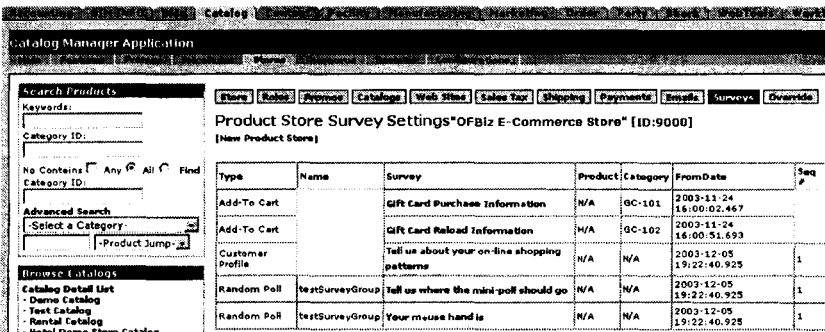 Catalog
Catalog Manager Application
Stores
Search Products
Keywords:
Category ID:
No Contains Any All Find
Category ID:
Advanced Search
-Select a Category-
-Product Jump-
Browse Catalogs
Catalog Detail List
- Demo Catalog
- Test Catalog
- Rental Catalog
- Hotel Demo Store Catalog
Store Roles Promos Catalogs Web Sites Sales Tax Shipping Payments Emails Surveys Override
Product Store Survey Settings"OFBiz E-Commerce Store" [ID:9000]
[New Product Store]
Type Name Survey Product Category FromDate Seq #
Add-To Cart Gift Card Purchase Information N/A GC-101 2003-11-24 16:00:02.467
Add-To Cart Gift Card Reload Information N/A GC-102 2003-11-24 16:00:51.693
Customer Profile Tell us about your on-line shopping patterns N/A N/A 2003-12-05 19:22:40.925 1
Random Poll testSurveyGroup Tell us where the mini-poll should go N/A N/A 2003-12-05 19:22:40.925 1
Random Poll testSurveyGroup Your mouse hand is N/A N/A 2003-12-05 19:22:40.925 1